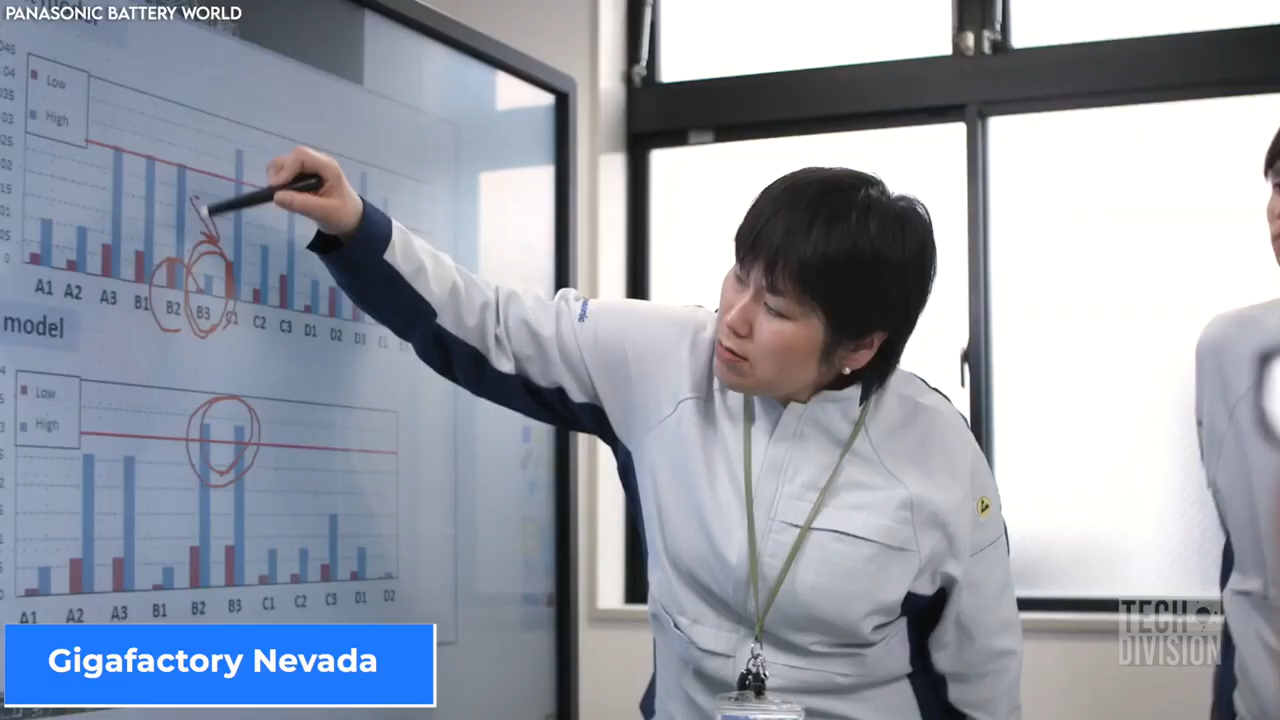 PANASONIC BATTERY WORLD
Low
High
A1 A2 A3 B1 B2 B3 C1 C2 C3 D1 D2 D3 E1
model
Low
High
A1 A2 A3 B1 B2 B3 C1 C2 C3 D1 D2
Gigafactory Nevada
TECH
DIVISION